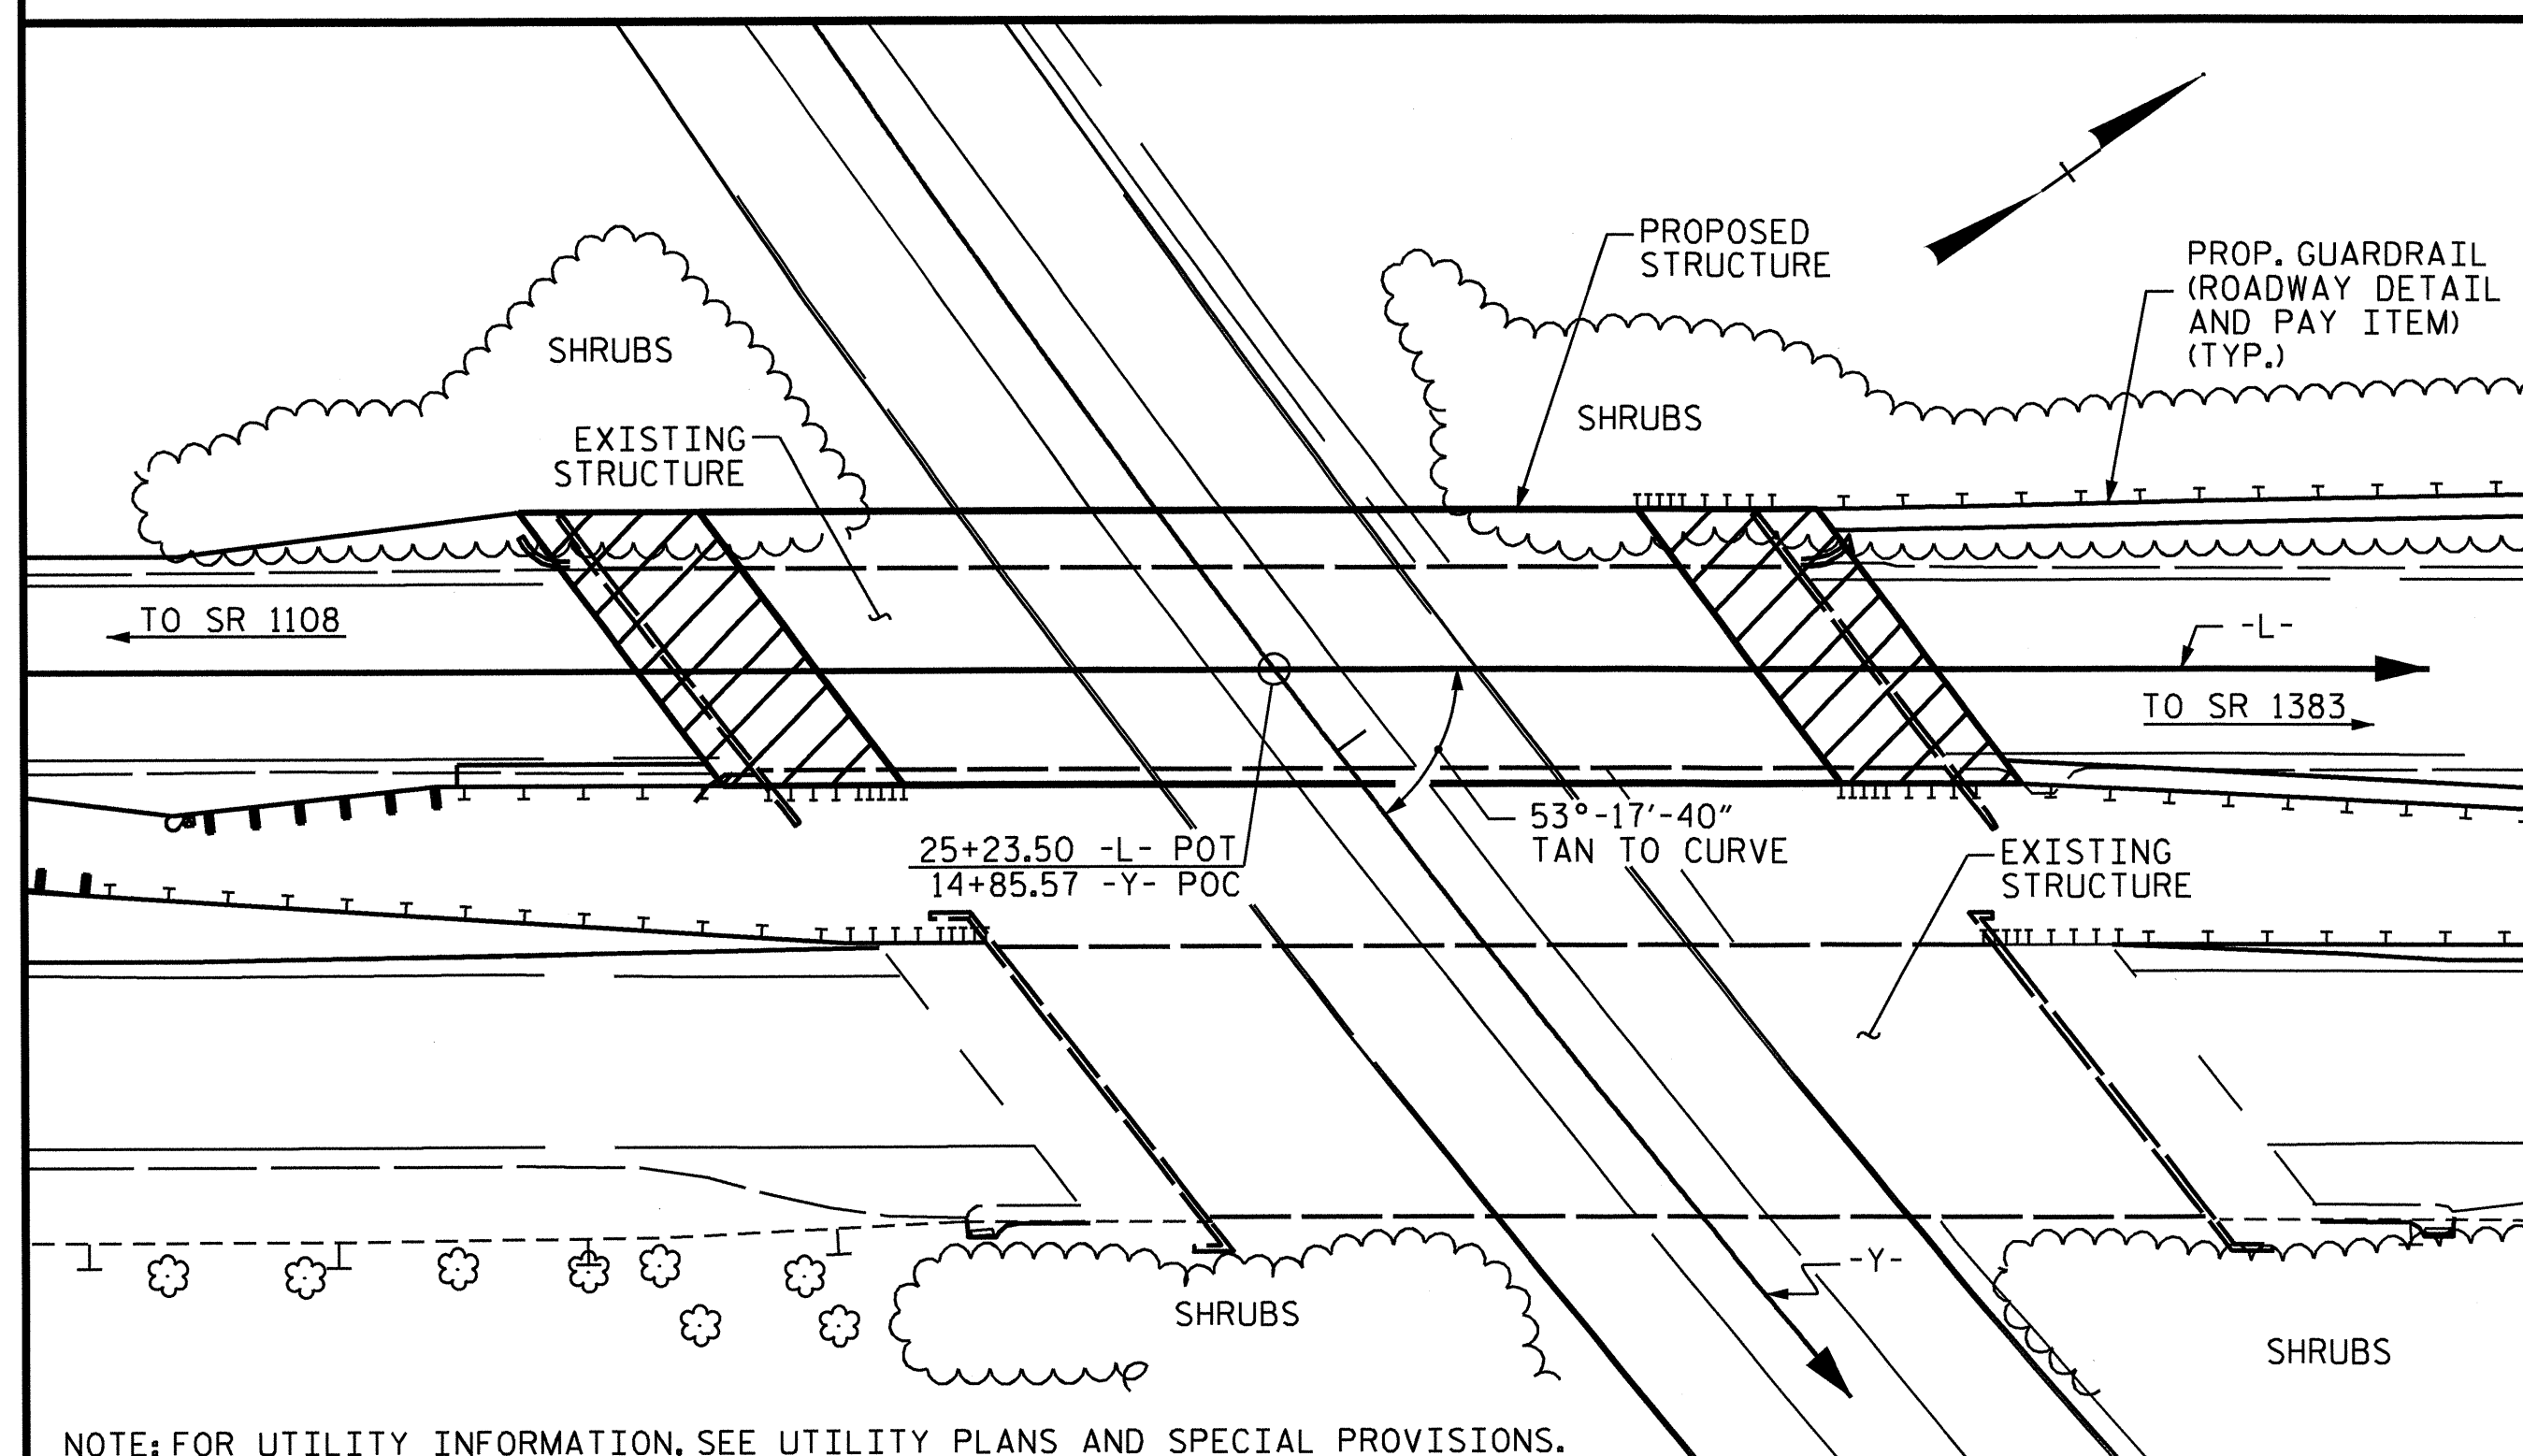 PROPOSED
STRUCTURE
PROP. GUARDRAIL
(ROADWAY DETAIL
AND PAY ITEM)
(TYP.)
SHRUBS
SHRUBS
EXISTING
STRUCTURE
TO SR 1108
-L-
TO SR 1383
53°-17'-40"
TAN TO CURVE
25+23.50 -L- POT
14+85.57 -Y- POC
EXISTING
STRUCTURE
-Y-
SHRUBS
SHRUBS
NOTE: FOR UTILITY INFORMATION, SEE UTILITY PLANS AND SPECIAL PROVISIONS.